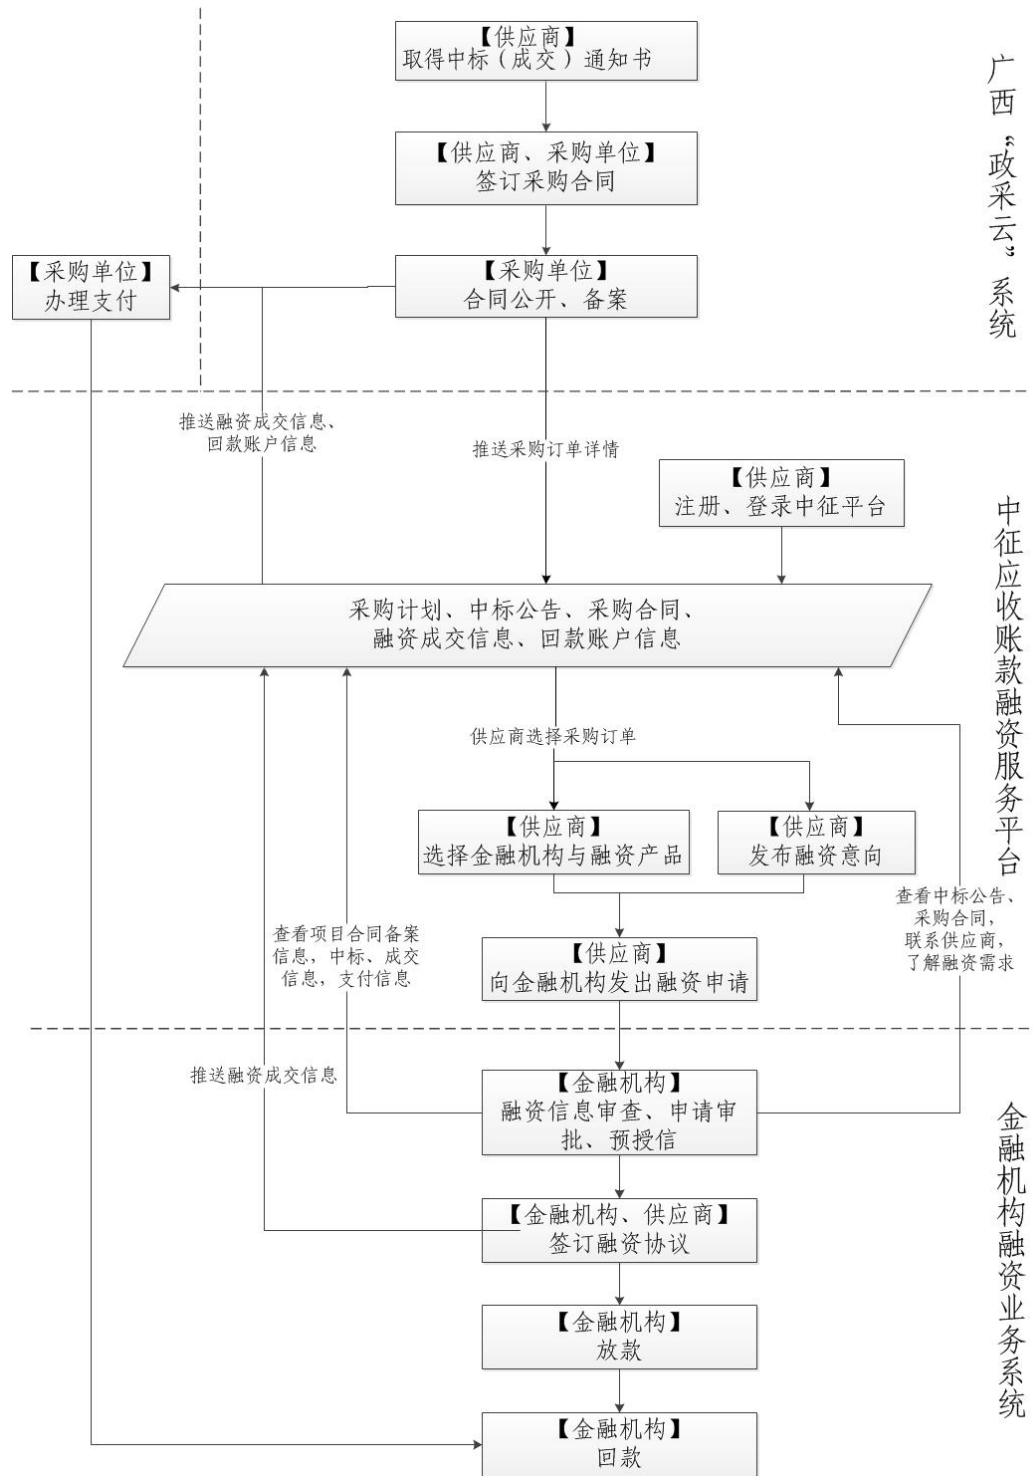 【供应商】
取得中标（成交）通知书
【供应商、采购单位】
签订采购合同
【采购单位】
办理支付
【采购单位】
合同公开、备案
广西“政采云”系统
推送融资成交信息、
回款账户信息
推送采购订单详情
【供应商】
注册、登录中征平台
采购计划、中标公告、采购合同、
融资成交信息、回款账户信息
供应商选择采购订单
【供应商】
选择金融机构与融资产品
【供应商】
发布融资意向
中征应收账款融资服务平台
查看中标公告、
采购合同，
联系供应商，
了解融资需求
查看项目合同备案
信息，中标、成交
信息，支付信息
【供应商】
向金融机构发出融资申请
推送融资成交信息
【金融机构】
融资信息审查、申请审
批、预授信
【金融机构、供应商】
签订融资协议
【金融机构】
放款
【金融机构】
回款
金融机构融资业务系统